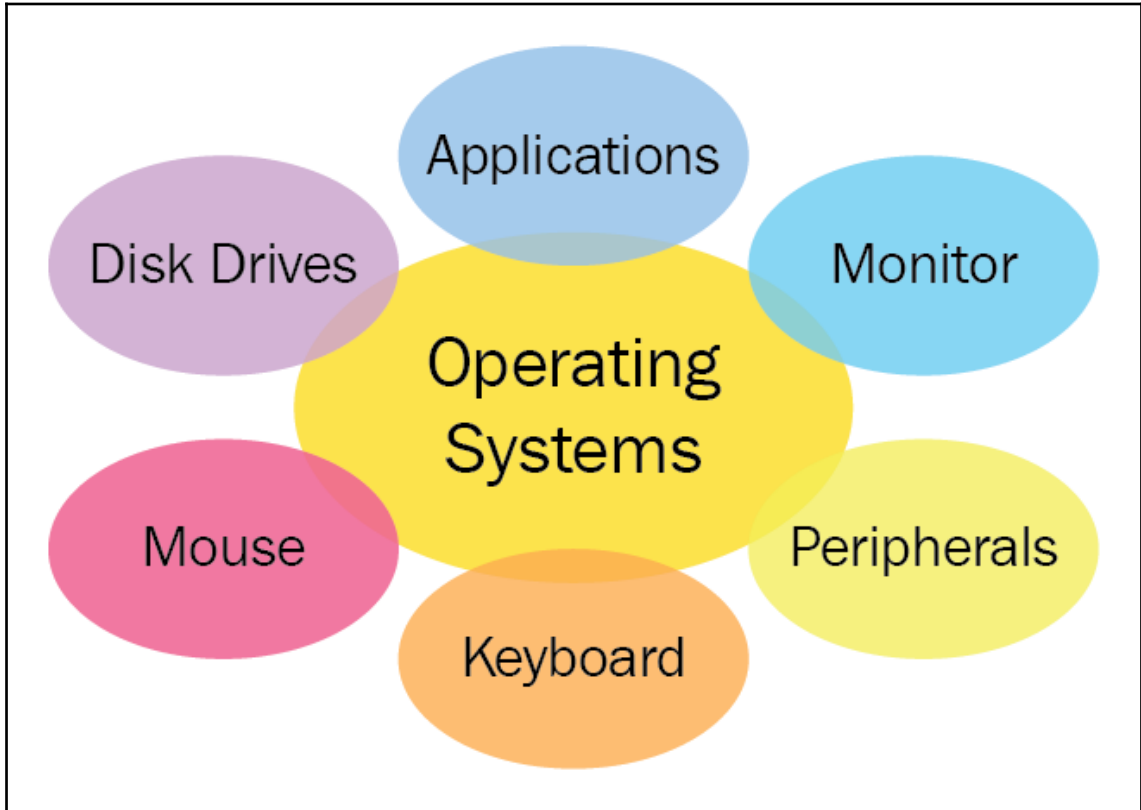 Applications
Disk Drives
Monitor
Operating
Systems
Mouse
Peripherals
Keyboard